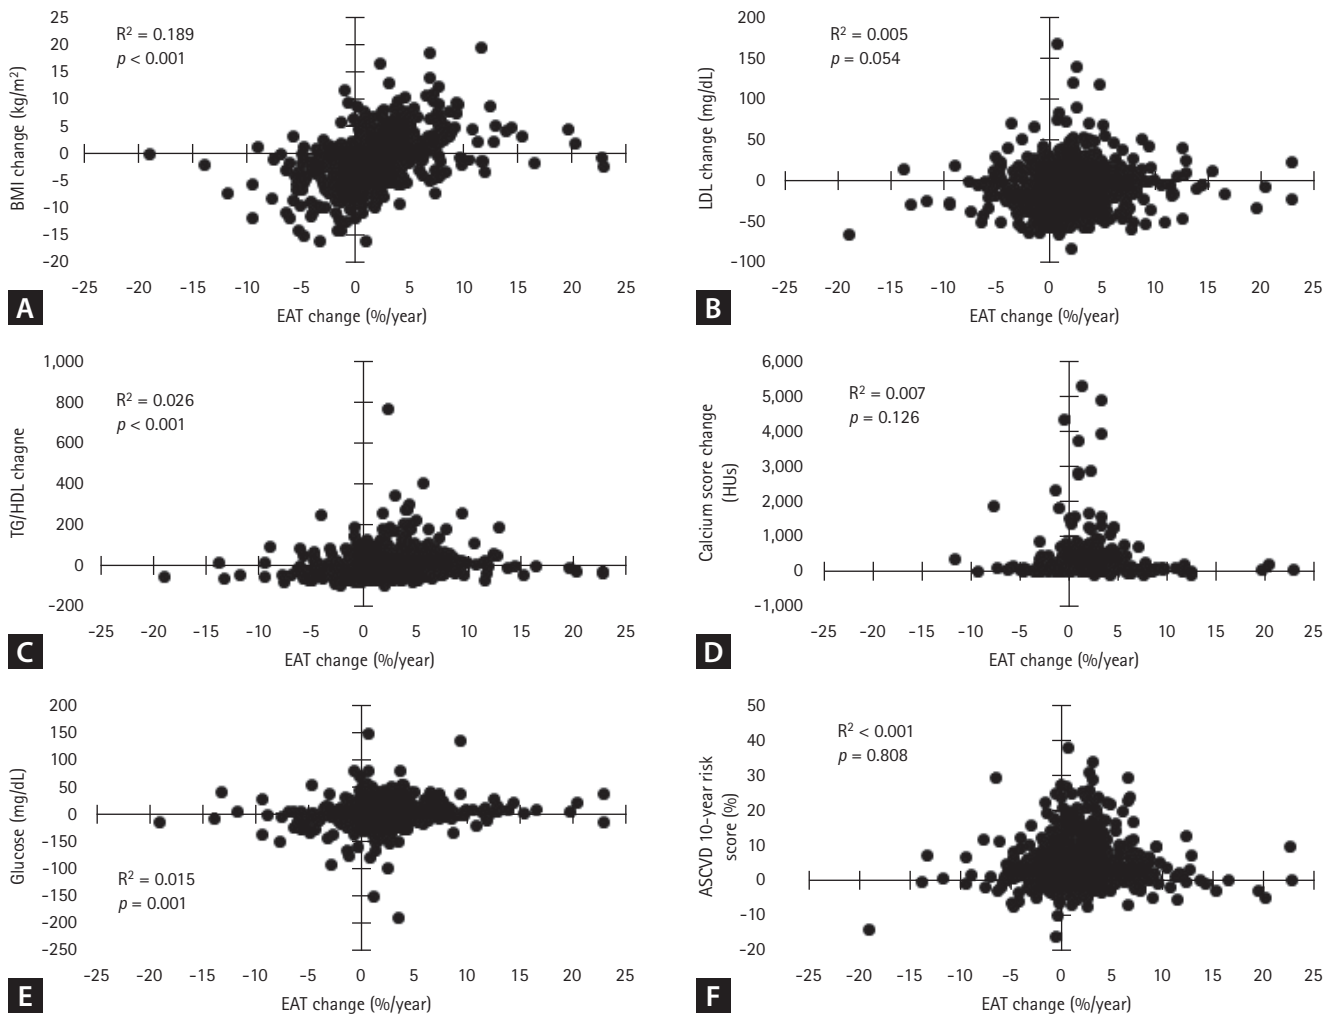 25
20
15
10
5
0
-5
-10
-15
-20
BMI change (kg/m²)
R² = 0.189
p < 0.001
-25 -20 -15 -10 -5 0 5 10 15 20 25
EAT change (%/year)
A
200
150
100
50
0
-50
-100
LDL change (mg/dL)
R² = 0.005
p = 0.054
-25 -20 -15 -10 -5 0 5 10 15 20 25
EAT change (%/year)
B
1,000
800
600
400
200
0
-200
TG/HDL chagne
R² = 0.026
p < 0.001
-25 -20 -15 -10 -5 0 5 10 15 20 25
EAT change (%/year)
C
6,000
5,000
4,000
3,000
2,000
1,000
0
-1,000
Calcium score change
(HUs)
R² = 0.007
p = 0.126
-25 -20 -15 -10 -5 0 5 10 15 20 25
EAT change (%/year)
D
200
150
100
50
0
-50
-100
-150
-200
-250
Glucose (mg/dL)
R² = 0.015
p = 0.001
-25 -20 -15 -10 -5 0 5 10 15 20 25
EAT change (%/year)
E
50
40
30
20
10
0
-10
-20
ASCVD 10-year risk
score (%)
R² < 0.001
p = 0.808
-25 -20 -15 -10 -5 0 5 10 15 20 25
EAT change (%/year)
F